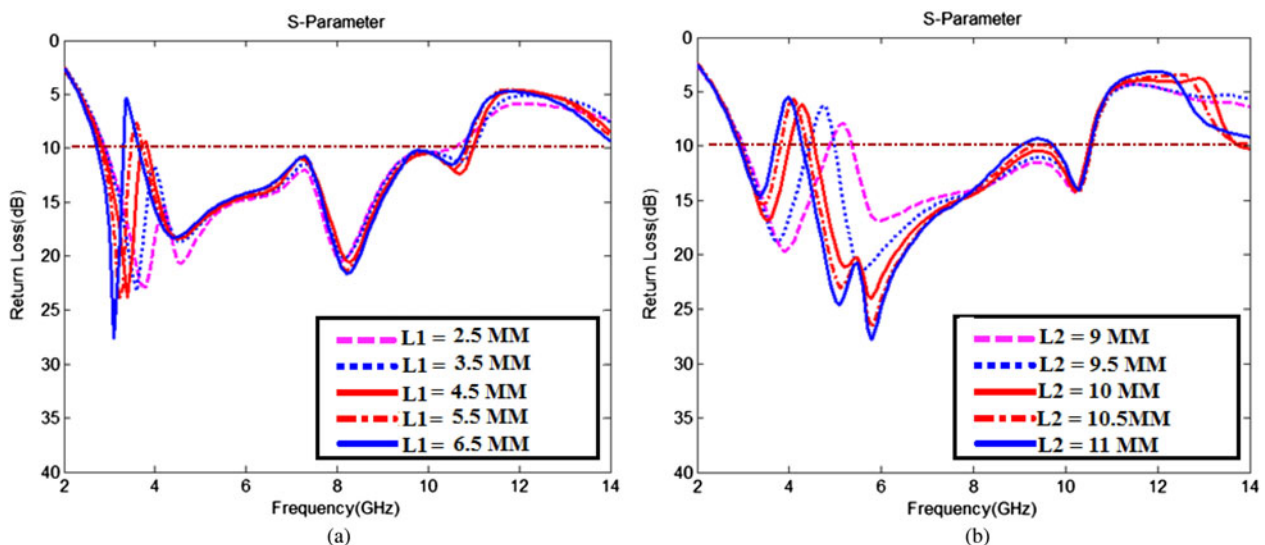 S-Parameter
0
5
10
15
20
25
30
35
40
Return Loss(dB)
L1 = 2.5 MM
L1 = 3.5 MM
L1 = 4.5 MM
L1 = 5.5 MM
L1 = 6.5 MM
2
4
6
8
10
12
14
Frequency(GHz)
(a)
S-Parameter
0
5
10
15
20
25
30
35
40
Return Loss(dB)
L2 = 9 MM
L2 = 9.5 MM
L2 = 10 MM
L2 = 10.5MM
L2 = 11 MM
2
4
6
8
10
12
14
Frequency(GHz)
(b)